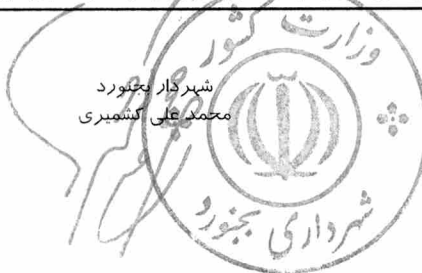 وزارت کشور
شهردار بجنورد
محمد علی کشمیری
شهرداری بجنورد